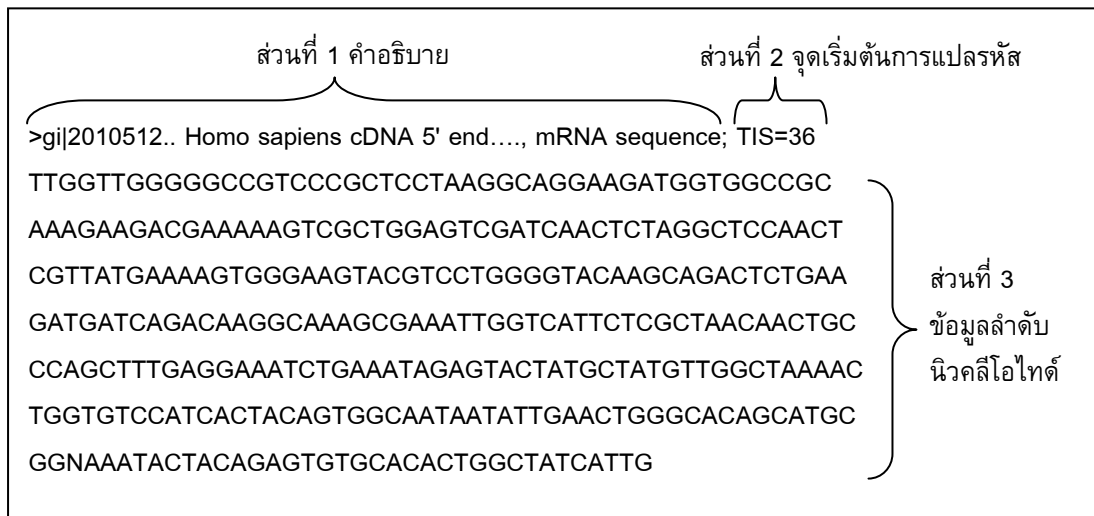 ส่วนที่ 1 คำอธิบาย
ส่วนที่ 2 จุดเริ่มต้นการแปลรหัส
>gi|2010512.. Homo sapiens cDNA 5' end…., mRNA sequence; TIS=36
TTGGTTGGGGGCCGTCCCGCTCCTAAGGCAGGAAGATGGTGGCCGC
AAAGAAGACGAAAAAGTCGCTGGAGTCGATCAACTCTAGGCTCCAACT
CGTTATGAAAAGTGGGAAGTACGTCCTGGGGTACAAGCAGACTCTGAA
GATGATCAGACAAGGCAAAGCGAAATTGGTCATTCTCGCTAACAACTGC
CCAGCTTTGAGGAAATCTGAAATAGAGTACTATGCTATGTTGGCTAAAAC
TGGTGTCCATCACTACAGTGGCAATAATATTGAACTGGGCACAGCATGC
GGNAAATACTACAGAGTGTGCACACTGGCTATCATTG
ส่วนที่ 3
ข้อมูลลำดับ
นิวคลีโอไทด์